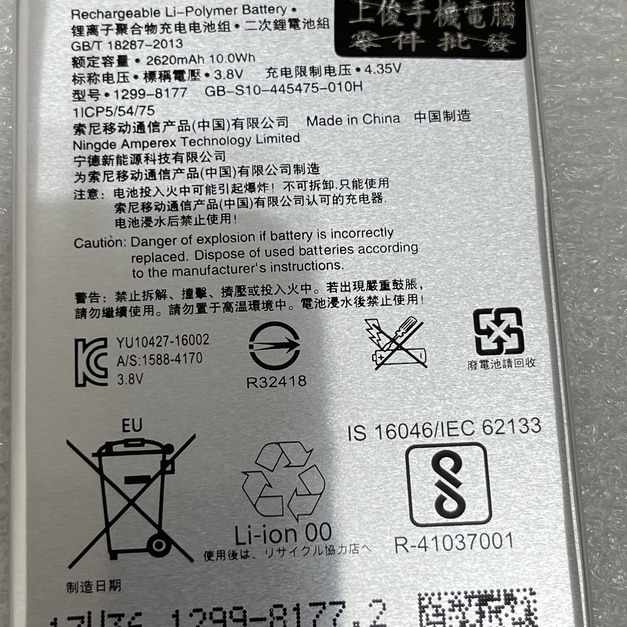 Rechargeable Li-Polymer Battery •
锂离子聚合物充电电池组 • 二次鋰電池組
GB/T 18287-2013
额定容量 • 2620mAh 10.0Wh
标称电压 • 標稱電壓 • 3.8V 充电限制电压 • 4.35V
型号 • 1299-8177 GB-S10-445475-010H
1ICP5/54/75
索尼移动通信产品(中国)有限公司 Made in China 中国制造
Ningde Amperex Technology Limited
宁德新能源科技有限公司
为索尼移动通信产品(中国)有限公司制造
注意: 电池投入火中可能引起爆炸! 不可拆卸.只能使用
索尼移动通信产品(中国)有限公司认可的充电器.
电池浸水后禁止使用!
Caution: Danger of explosion if battery is incorrectly
replaced. Dispose of used batteries according
to the manufacturer's instructions.
警告: 禁止拆解、撞擊、擠壓或投入火中。若出現嚴重鼓脹,
請勿繼續使用。請勿置于高温環境中。電池浸水後禁止使用!
上俊手機電腦
零件批發
YU10427-16002
A/S:1588-4170
3.8V
R32418
廢電池請回收
EU
Li-ion 00
使用後は、リサイクル協力店へ
IS 16046/IEC 62133
R-41037001
制造日期
1299-8177.2